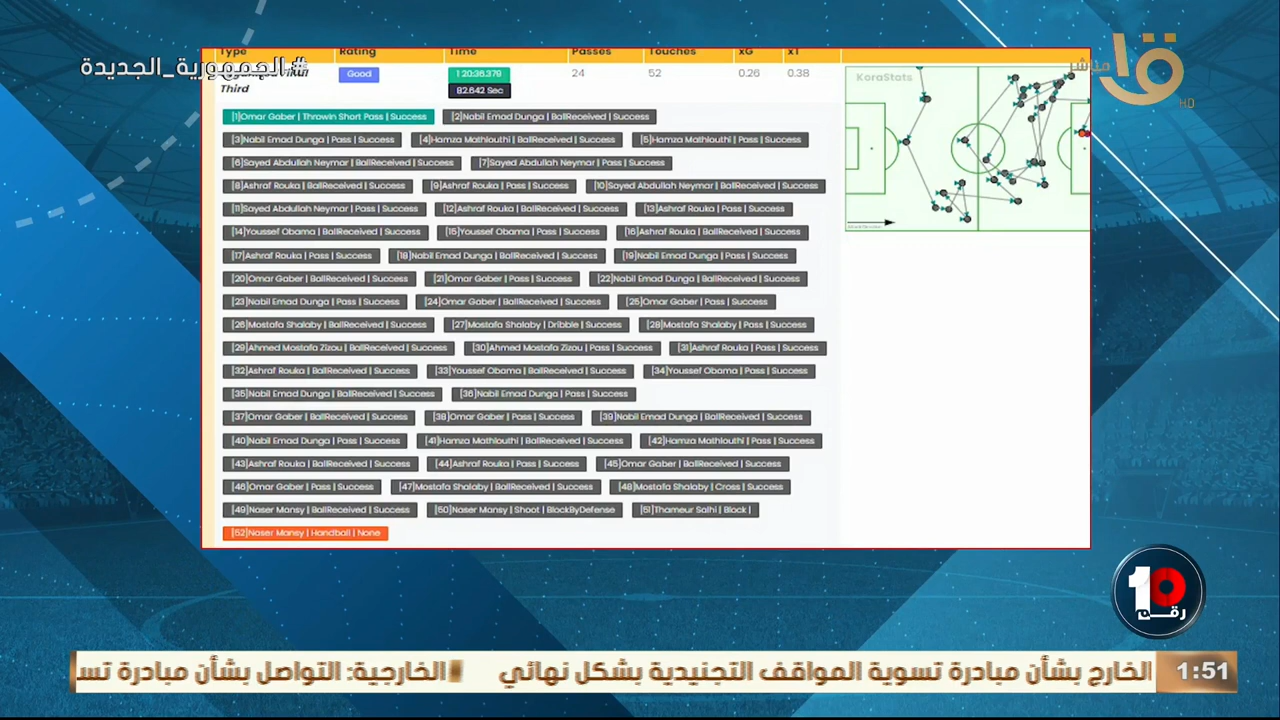 #الجمهورية_الجديدة
مباشر
HD
Type Rating Time Passes Touches xG xT
Third Good 1:20:36.379 24 52 0.26 0.38
82.642 Sec
KoraStats
[1]Omar Gaber | Throwin Short Pass | Success [2]Nabil Emad Dunga | BallReceived | Success
[3]Nabil Emad Dunga | Pass | Success [4]Hamza Mathlouthi | BallReceived | Success [5]Hamza Mathlouthi | Pass | Success
[6]Sayed Abdullah Neymar | BallReceived | Success [7]Sayed Abdullah Neymar | Pass | Success
[8]Ashraf Rouka | BallReceived | Success [9]Ashraf Rouka | Pass | Success [10]Sayed Abdullah Neymar | BallReceived | Success
[11]Sayed Abdullah Neymar | Pass | Success [12]Ashraf Rouka | BallReceived | Success [13]Ashraf Rouka | Pass | Success
[14]Youssef Obama | BallReceived | Success [15]Youssef Obama | Pass | Success [16]Ashraf Rouka | BallReceived | Success
[17]Ashraf Rouka | Pass | Success [18]Nabil Emad Dunga | BallReceived | Success [19]Nabil Emad Dunga | Pass | Success
[20]Omar Gaber | BallReceived | Success [21]Omar Gaber | Pass | Success [22]Nabil Emad Dunga | BallReceived | Success
[23]Nabil Emad Dunga | Pass | Success [24]Omar Gaber | BallReceived | Success [25]Omar Gaber | Pass | Success
[26]Mostafa Shalaby | BallReceived | Success [27]Mostafa Shalaby | Dribble | Success [28]Mostafa Shalaby | Pass | Success
[29]Ahmed Mostafa Zizou | BallReceived | Success [30]Ahmed Mostafa Zizou | Pass | Success [31]Ashraf Rouka | Pass | Success
[32]Ashraf Rouka | BallReceived | Success [33]Youssef Obama | BallReceived | Success [34]Youssef Obama | Pass | Success
[35]Nabil Emad Dunga | BallReceived | Success [36]Nabil Emad Dunga | Pass | Success
[37]Omar Gaber | BallReceived | Success [38]Omar Gaber | Pass | Success [39]Nabil Emad Dunga | BallReceived | Success
[40]Nabil Emad Dunga | Pass | Success [41]Hamza Mathlouthi | BallReceived | Success [42]Hamza Mathlouthi | Pass | Success
[43]Ashraf Rouka | BallReceived | Success [44]Ashraf Rouka | Pass | Success [45]Omar Gaber | BallReceived | Success
[46]Omar Gaber | Pass | Success [47]Mostafa Shalaby | BallReceived | Success [48]Mostafa Shalaby | Cross | Success
[49]Naser Mansy | BallReceived | Success [50]Naser Mansy | Shoot | BlockByDefense [51]Thameur Salhi | Block |
[52]Naser Mansy | Handball | None
رقم 10
1:51 الخارج بشأن مبادرة تسوية المواقف التجنيدية بشكل نهائي الخارجية: التواصل بشأن مبادرة تسـ